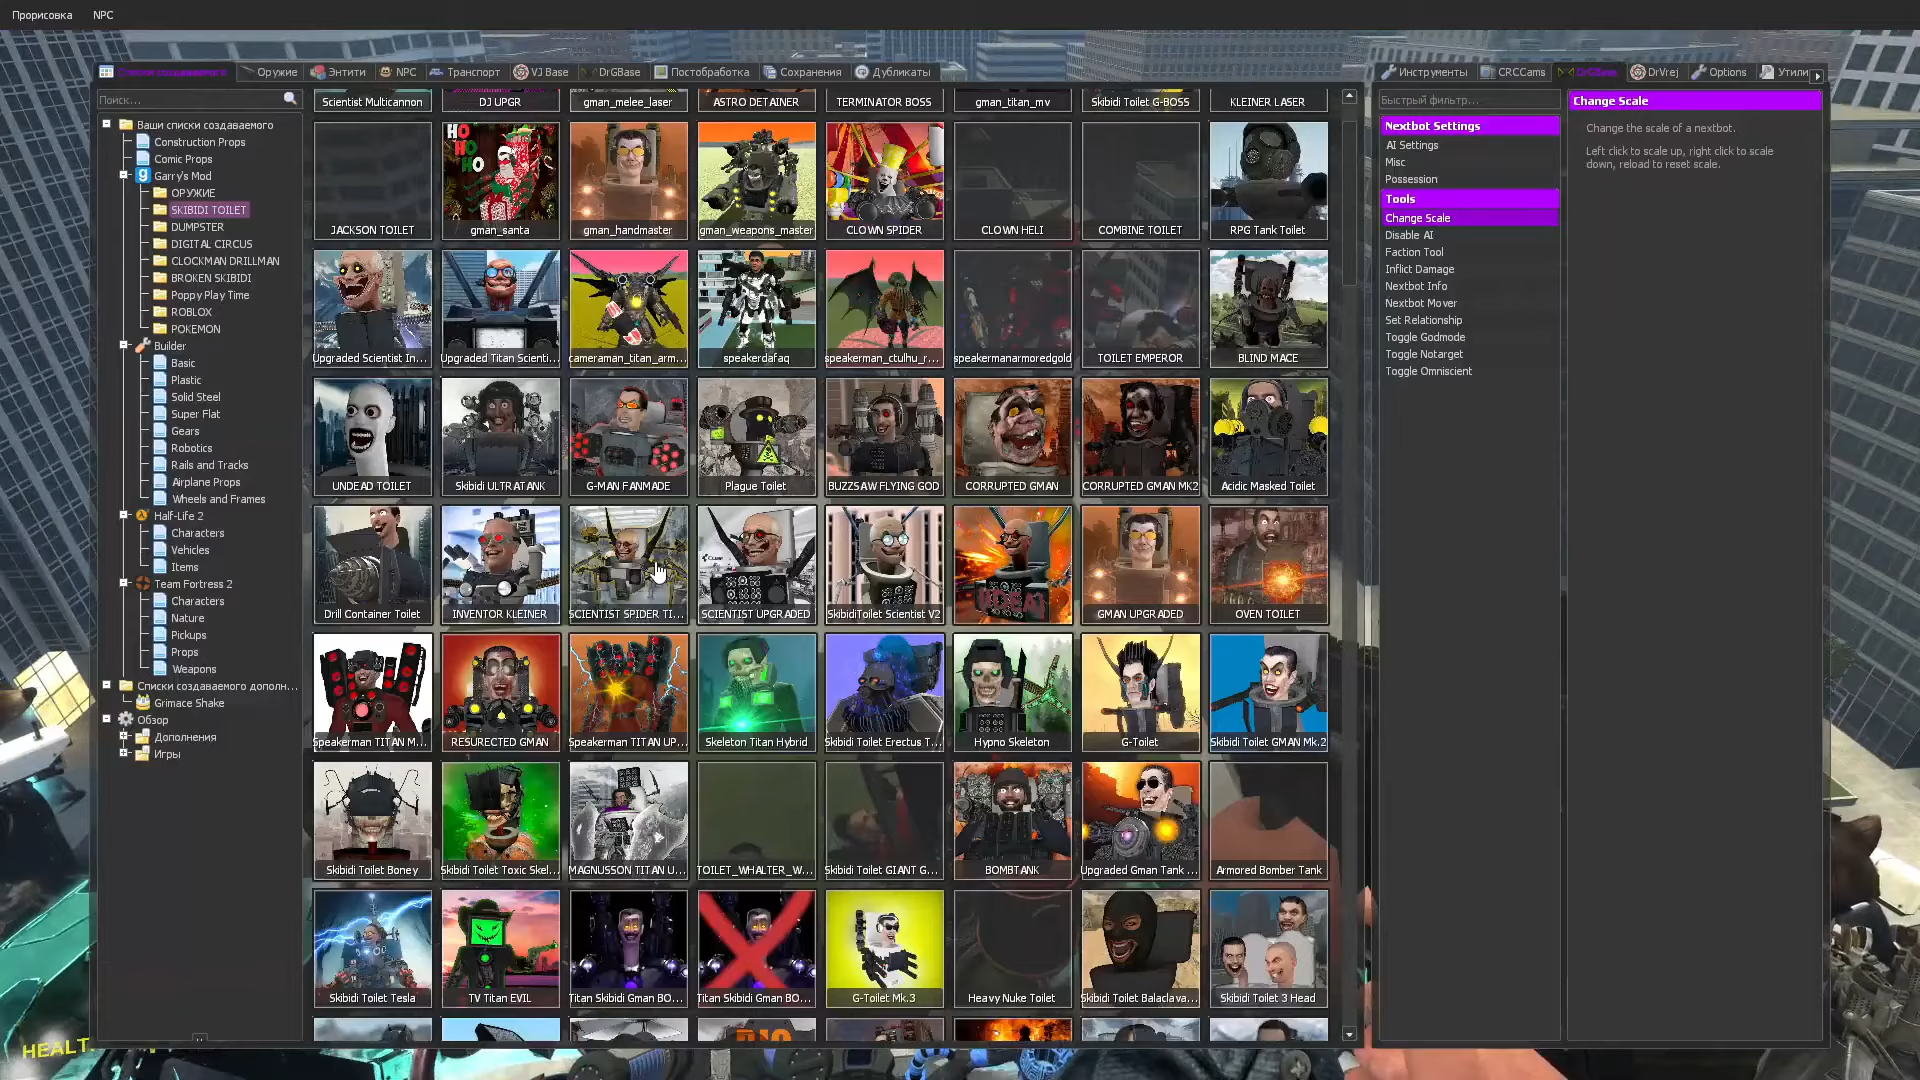 Прорисовка NPC
Списки создаваемого Оружие Энтити NPC Транспорт VJ Base DrGBase Постобработка Сохранения Дубликаты
Инструменты CRCCams DrGBase DrVrej Options Утили
Поиск...
Ваши списки создаваемого
Construction Props
Comic Props
Garry's Mod
ОРУЖИЕ
SKIBIDI TOILET
DUMPSTER
DIGITAL CIRCUS
CLOCKMAN DRILLMAN
BROKEN SKIBIDI
Poppy Play Time
ROBLOX
POKEMON
Builder
Basic
Plastic
Solid Steel
Super Flat
Gears
Robotics
Rails and Tracks
Airplane Props
Wheels and Frames
Half-Life 2
Characters
Vehicles
Items
Team Fortress 2
Characters
Nature
Pickups
Props
Weapons
Списки создаваемого дополн...
Grimace Shake
Обзор
Дополнения
Игры
Scientist Multicannon DJ UPGR gman_melee_laser ASTRO DETAINER TERMINATOR BOSS gman_titan_mv Skibidi Toilet G-BOSS KLEINER LASER
HO
HO
HO
JACKSON TOILET gman_santa gman_handmaster gman_weapons_master CLOWN SPIDER CLOWN HELI COMBINE TOILET RPG Tank Toilet
Upgraded Scientist In... Upgraded Titan Scienti... cameraman_titan_arm... speakerdafaq speakerman_ctulhu_r... speakermanarmoredgold TOILET EMPEROR BLIND MACE
UNDEAD TOILET Skibidi ULTRATANK G-MAN FANMADE Plague Toilet BUZZSAW FLYING GOD CORRUPTED GMAN CORRUPTED GMAN MK2 Acidic Masked Toilet
Drill Container Toilet INVENTOR KLEINER SCIENTIST SPIDER TI... SCIENTIST UPGRADED SkibidiToilet Scientist V2 GMAN UPGRADED OVEN TOILET
Speakerman TITAN M... RESURECTED GMAN Speakerman TITAN UP... Skeleton Titan Hybrid Skibidi Toilet Erectus T... Hypno Skeleton G-Toilet Skibidi Toilet GMAN Mk.2
Skibidi Toilet Boney Skibidi Toilet Toxic Skel... MAGNUSSON TITAN U... TOILET_WHALTER_W... Skibidi Toilet GIANT G... BOMBTANK Upgraded Gman Tank ... Armored Bomber Tank
Skibidi Toilet Tesla TV Titan EVIL Titan Skibidi Gman BO... Titan Skibidi Gman BO... G-Toilet Mk.3 Heavy Nuke Toilet Skibidi Toilet Balaclava... Skibidi Toilet 3 Head
Быстрый фильтр...
Nextbot Settings
AI Settings
Misc
Possession
Tools
Change Scale
Disable AI
Faction Tool
Inflict Damage
Nextbot Info
Nextbot Mover
Set Relationship
Toggle Godmode
Toggle Notarget
Toggle Omniscient
Change Scale
Change the scale of a nextbot.
Left click to scale up, right click to scale
down, reload to reset scale.
HEALT